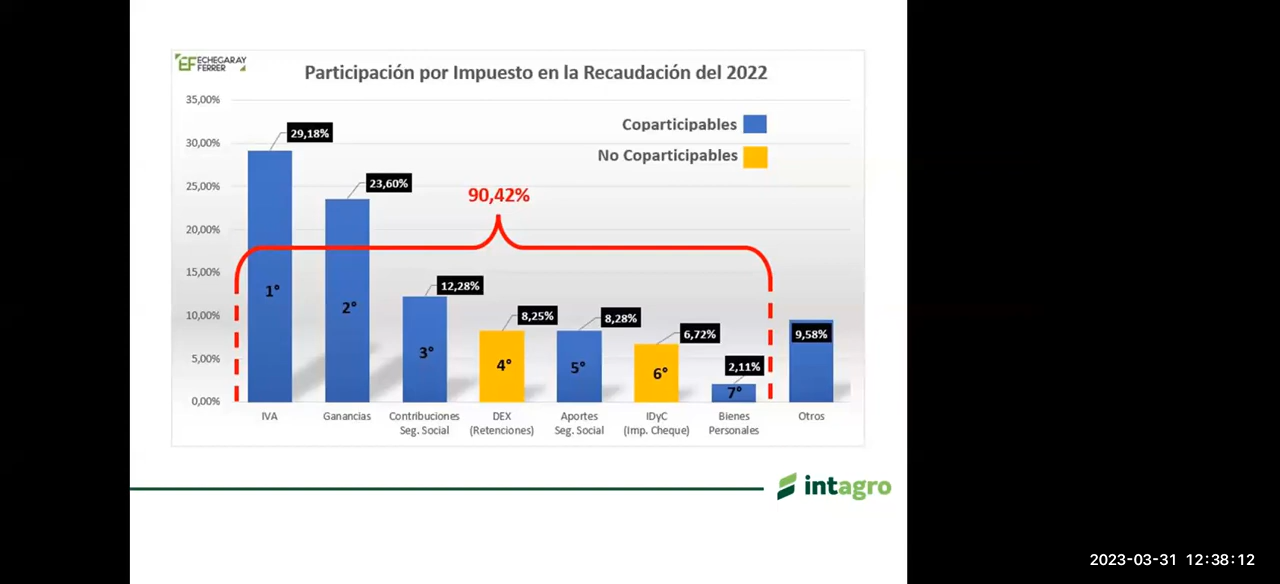 ECHEGARAY
EF
FERRER
Participación por Impuesto en la Recaudación del 2022
35,00%
30,00%
25,00%
20,00%
15,00%
10,00%
5,00%
0,00%
Coparticipables
No Coparticipables
90,42%
29,18%
23,60%
12,28%
8,25%
8,28%
6,72%
2,11%
9,58%
1°
2°
3°
4°
5°
6°
7°
IVA
Ganancias
Contribuciones
Seg. Social
DEX
(Retenciones)
Aportes
Seg. Social
IDyC
(Imp. Cheque)
Bienes
Personales
Otros
intagro
2023-03-31 12:38:12